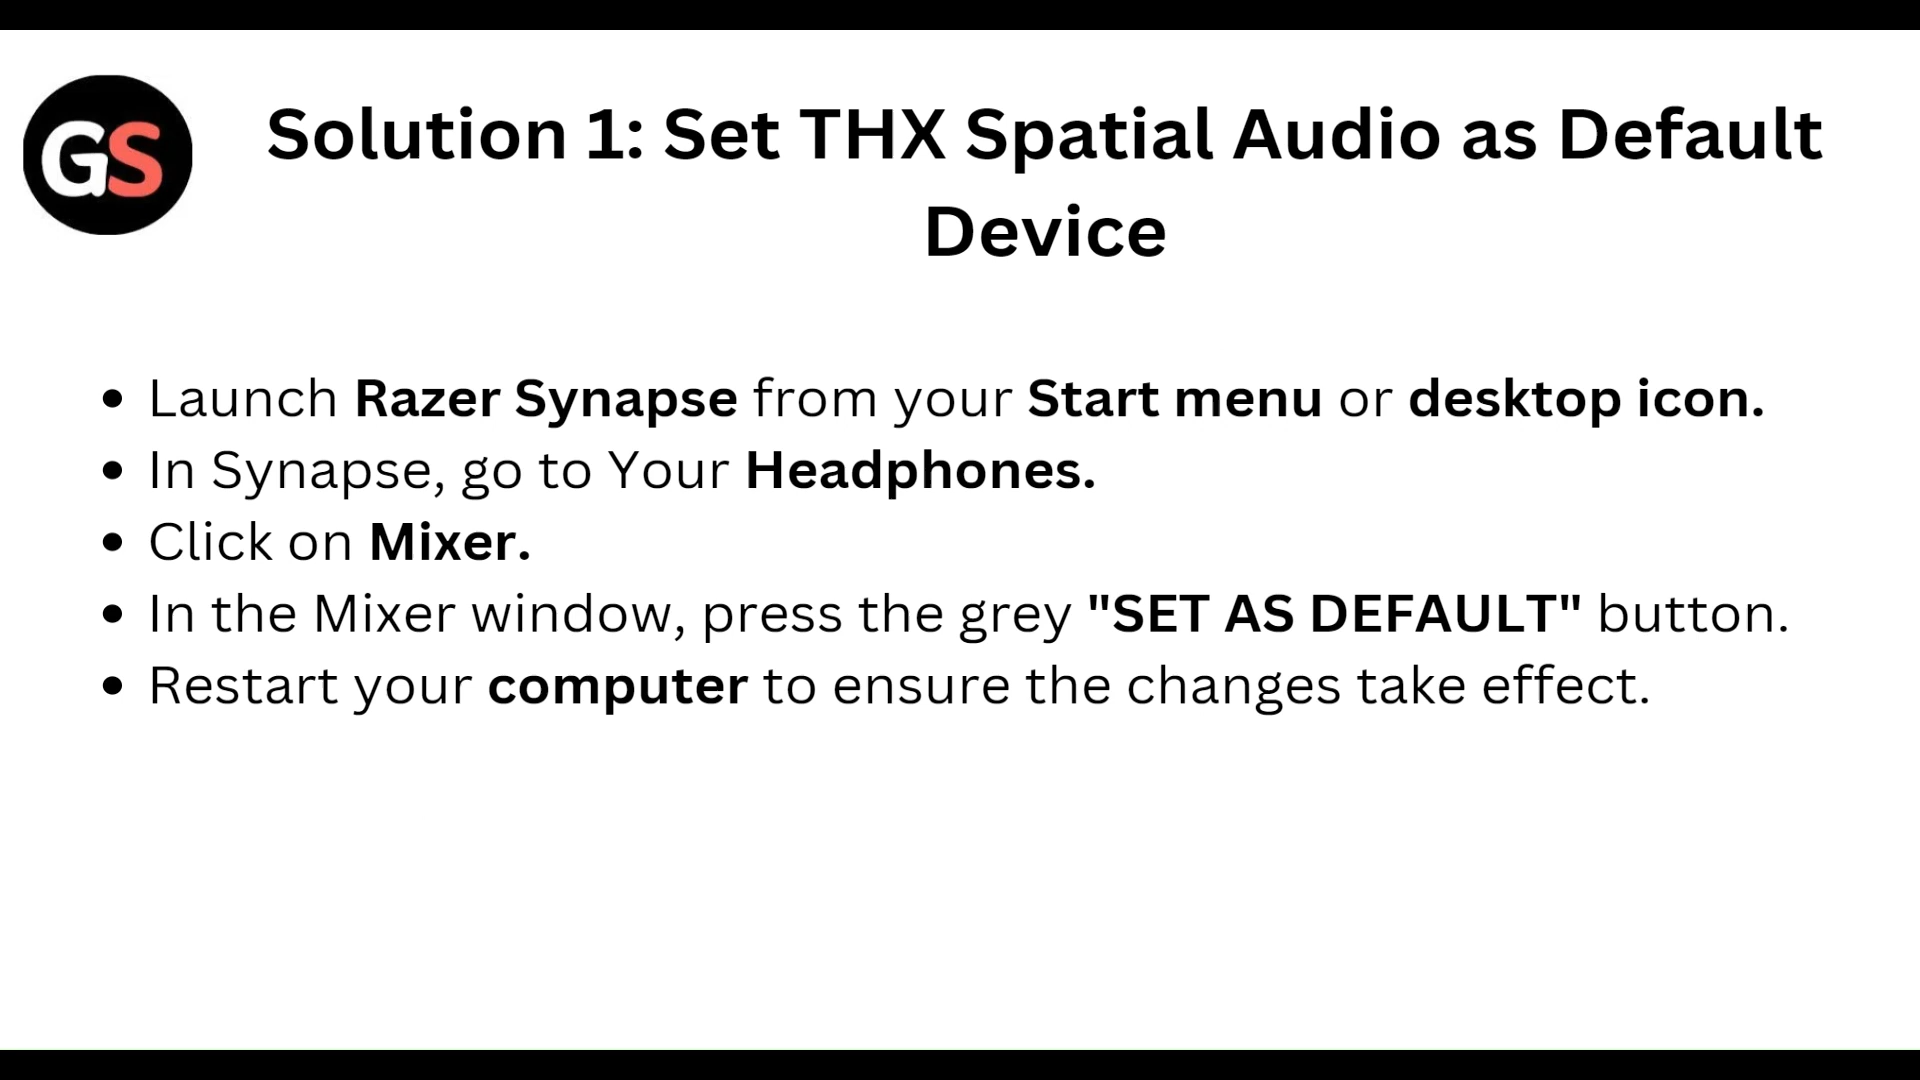 GS
Solution 1: Set THX Spatial Audio as Default
Device
• Launch Razer Synapse from your Start menu or desktop icon.
• In Synapse, go to Your Headphones.
• Click on Mixer.
• In the Mixer window, press the grey "SET AS DEFAULT" button.
• Restart your computer to ensure the changes take effect.